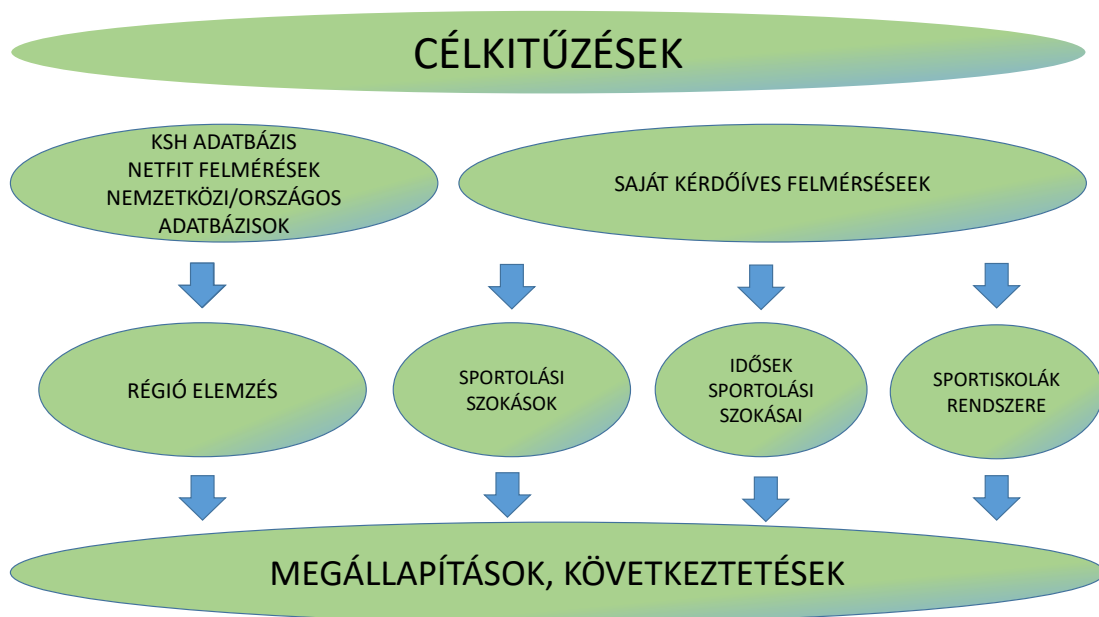 CÉLKITŰZÉSEK
KSH ADATBÁZIS
NETFIT FELMÉRÉSEK
NEMZETKÖZI/ORSZÁGOS
ADATBÁZISOK
SAJÁT KÉRDŐÍVES FELMÉRSÉSEEK
RÉGIÓ ELEMZÉS
SPORTOLÁSI
SZOKÁSOK
IDŐSEK
SPORTOLÁSI
SZOKÁSAI
SPORTISKOLÁK
RENDSZERE
MEGÁLLAPÍTÁSOK, KÖVETKEZTETÉSEK